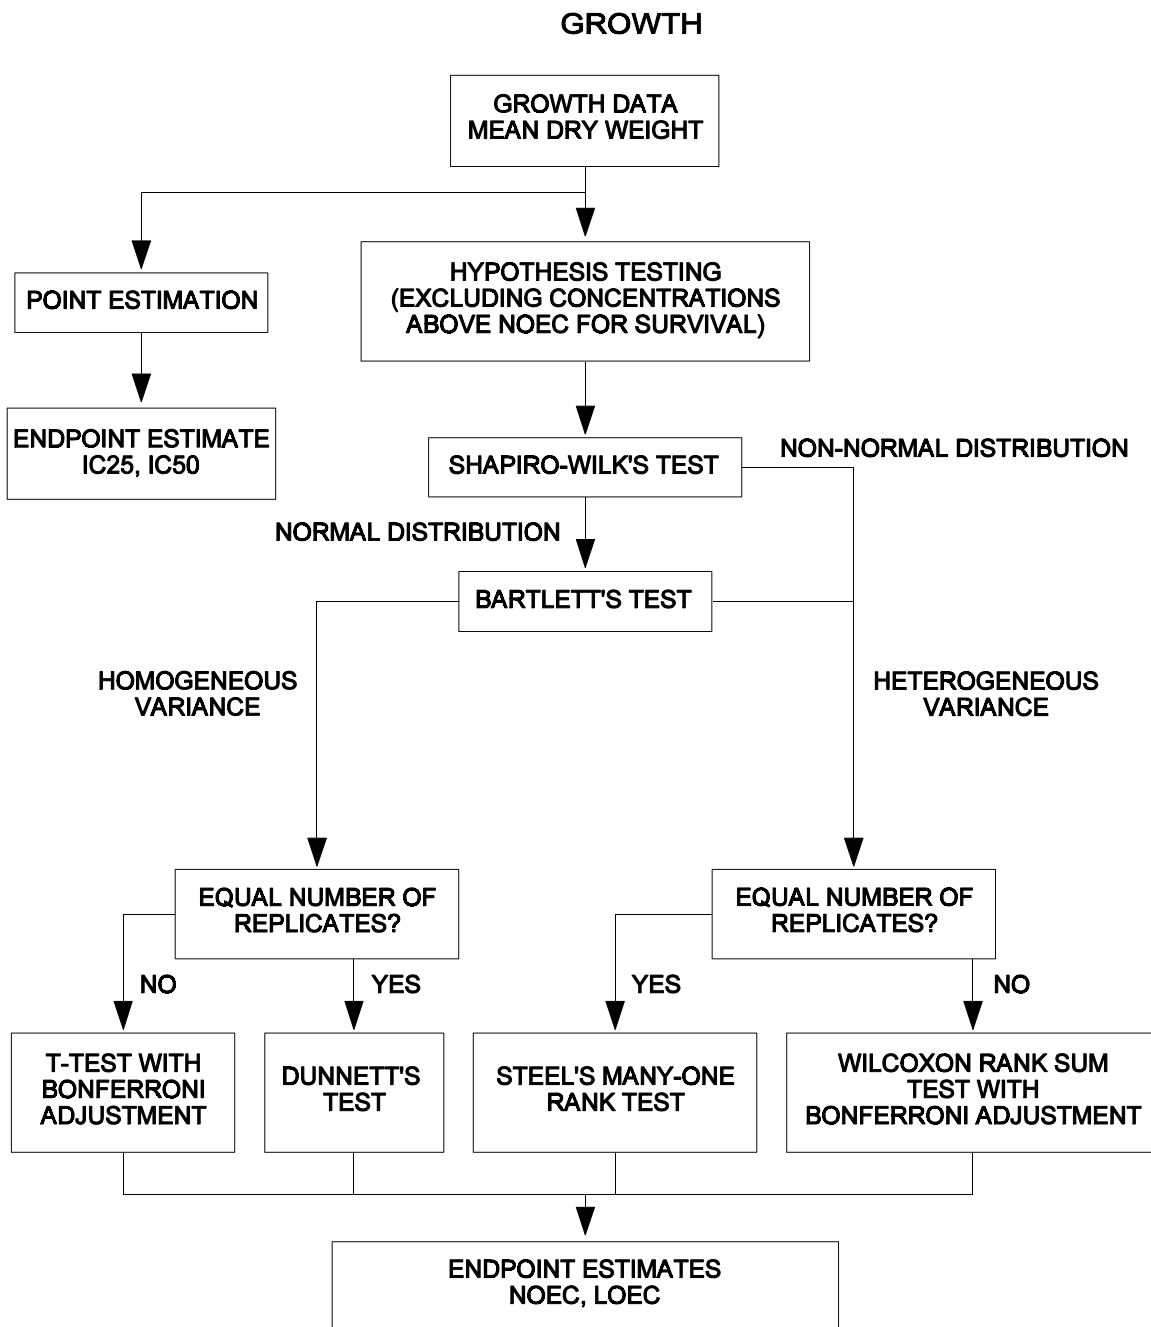 GROWTH
GROWTH DATA
MEAN DRY WEIGHT
POINT ESTIMATION
HYPOTHESIS TESTING
(EXCLUDING CONCENTRATIONS
ABOVE NOEC FOR SURVIVAL)
ENDPOINT ESTIMATE
IC25, IC50
SHAPIRO-WILK'S TEST
NON-NORMAL DISTRIBUTION
NORMAL DISTRIBUTION
BARTLETT'S TEST
HOMOGENEOUS
VARIANCE
HETEROGENEOUS
VARIANCE
EQUAL NUMBER OF
REPLICATES?
EQUAL NUMBER OF
REPLICATES?
NO
YES
YES
NO
T-TEST WITH
BONFERRONI
ADJUSTMENT
DUNNETT'S
TEST
STEEL'S MANY-ONE
RANK TEST
WILCOXON RANK SUM
TEST WITH
BONFERRONI ADJUSTMENT
ENDPOINT ESTIMATES
NOEC, LOEC